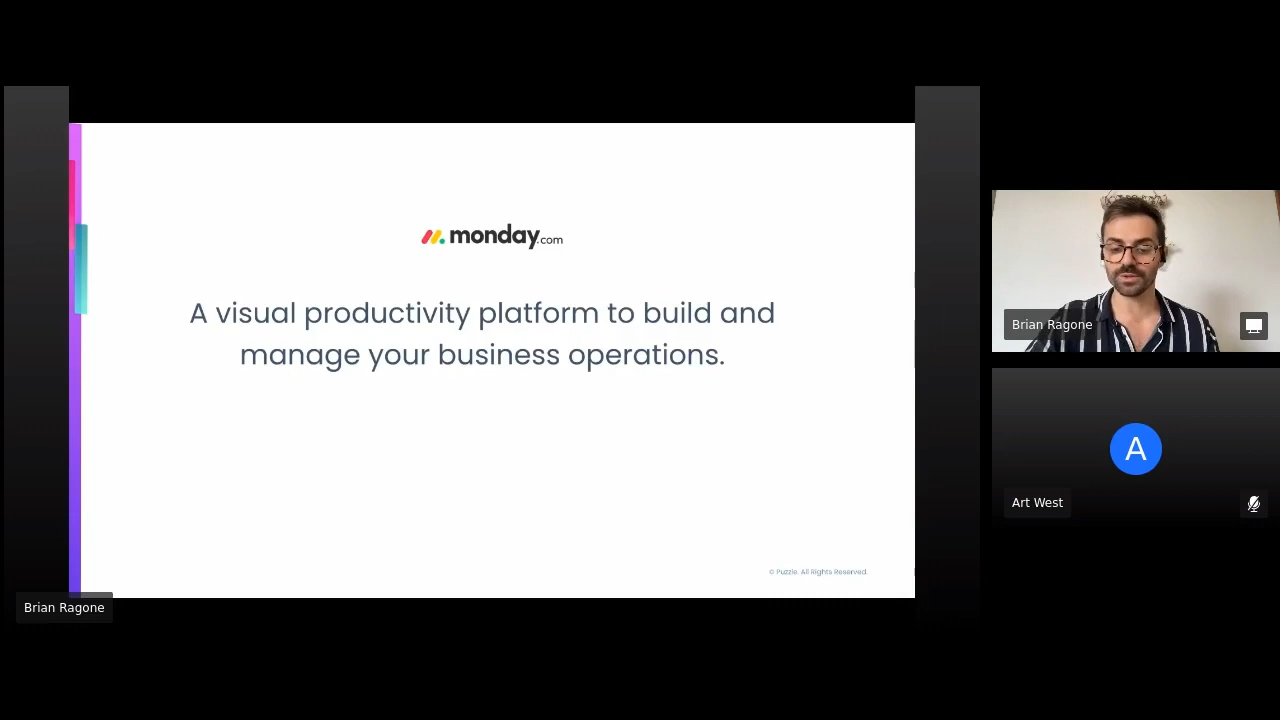 monday.com
A visual productivity platform to build and
manage your business operations.
© Puzzle. All Rights Reserved.
Brian Ragone
Brian Ragone
A
Art West